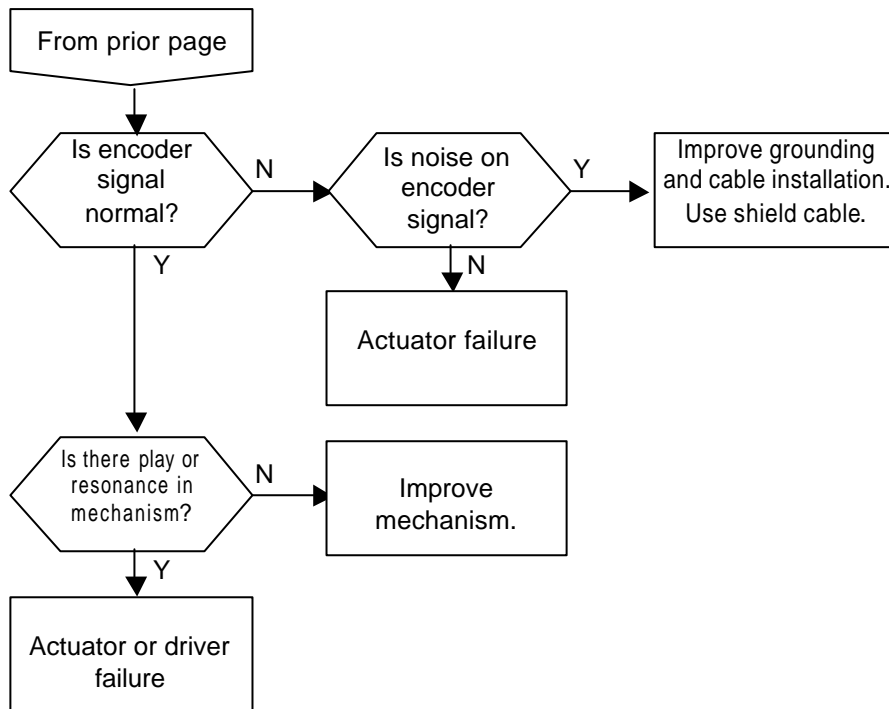 From prior page
Is encoder
signal
normal?
N
Is noise on
encoder
signal?
Y
Improve grounding
and cable installation.
Use shield cable.
Y
N
Actuator failure
Is there play or
resonance in
mechanism?
N
Improve
mechanism.
Y
Actuator or driver
failure